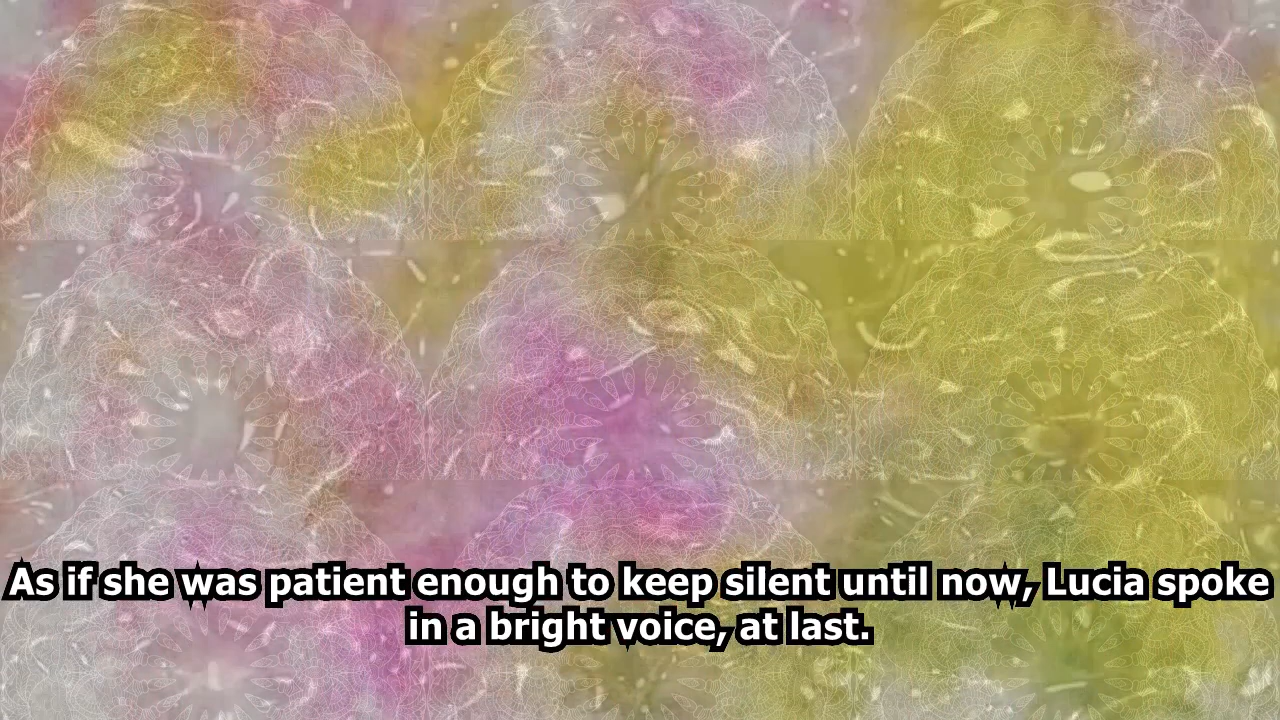 As if she was patient enough to keep silent until now, Lucia spoke
in a bright voice, at last.